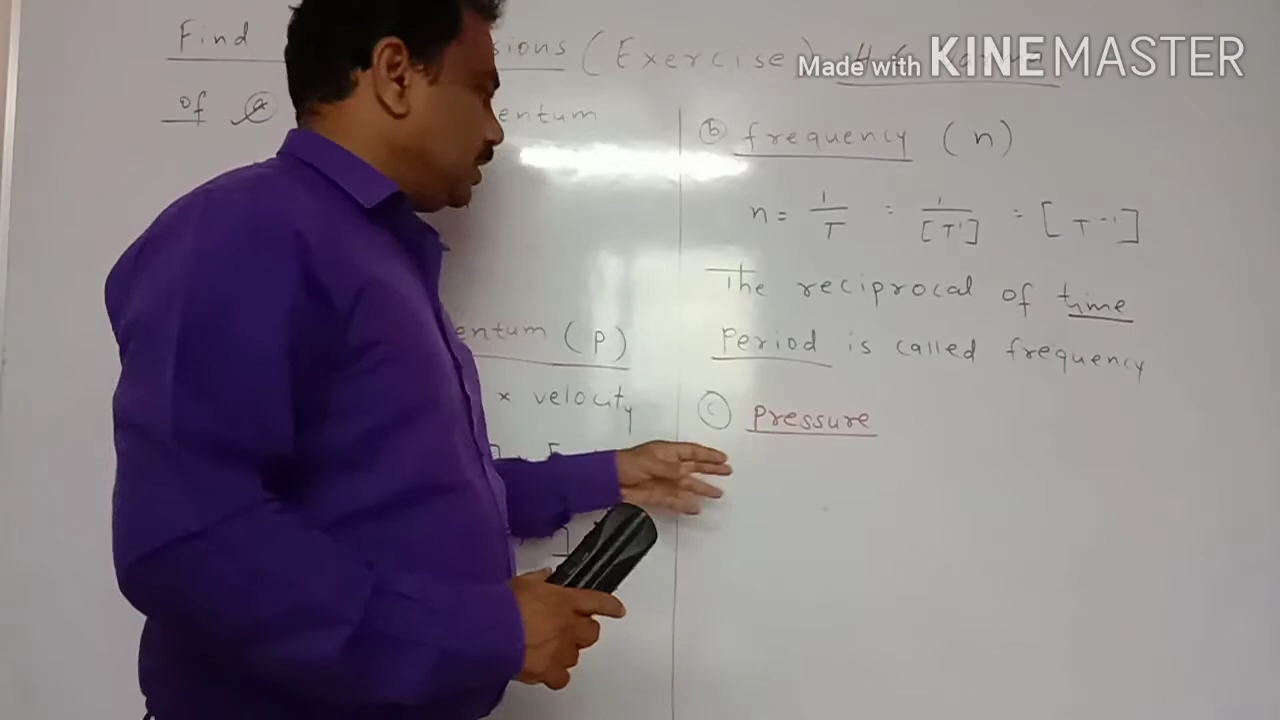 Find sions (Exercise)
Made with KINEMASTER
of (a) entum
entum (p)
× velocity
(b) frequency (n)
n = 1/T = 1/[T¹] = [T⁻¹]
The reciprocal of time
Period is called frequency
(c) pressure